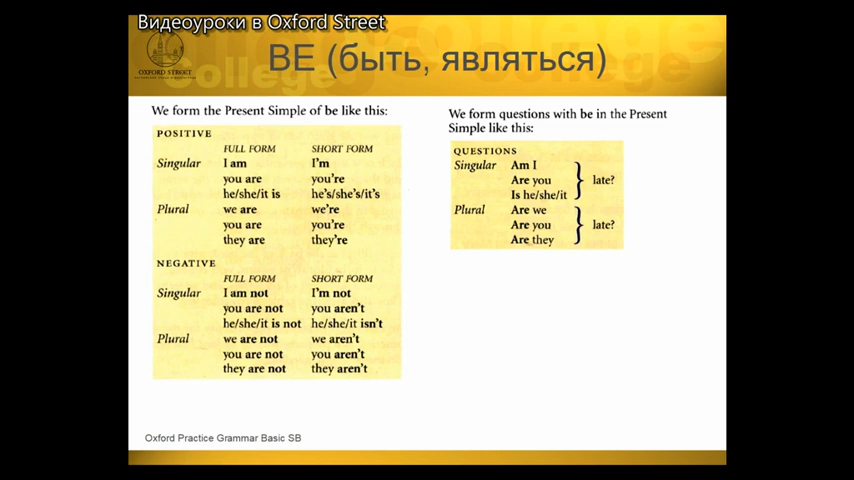 Видеоуроки в Oxford Street
OXFORD STREET
College
College
BE (быть, являться)
We form the Present Simple of be like this:
POSITIVE
FULL FORM SHORT FORM
Singular I am I'm
you are you're
he/she/it is he's/she's/it's
Plural we are we're
you are you're
they are they're
NEGATIVE
FULL FORM SHORT FORM
Singular I am not I'm not
you are not you aren't
he/she/it is not he/she/it isn't
Plural we are not we aren't
you are not you aren't
they are not they aren't
We form questions with be in the Present
Simple like this:
QUESTIONS
Singular Am I
Are you late?
Is he/she/it
Plural Are we
Are you late?
Are they
Oxford Practice Grammar Basic SB